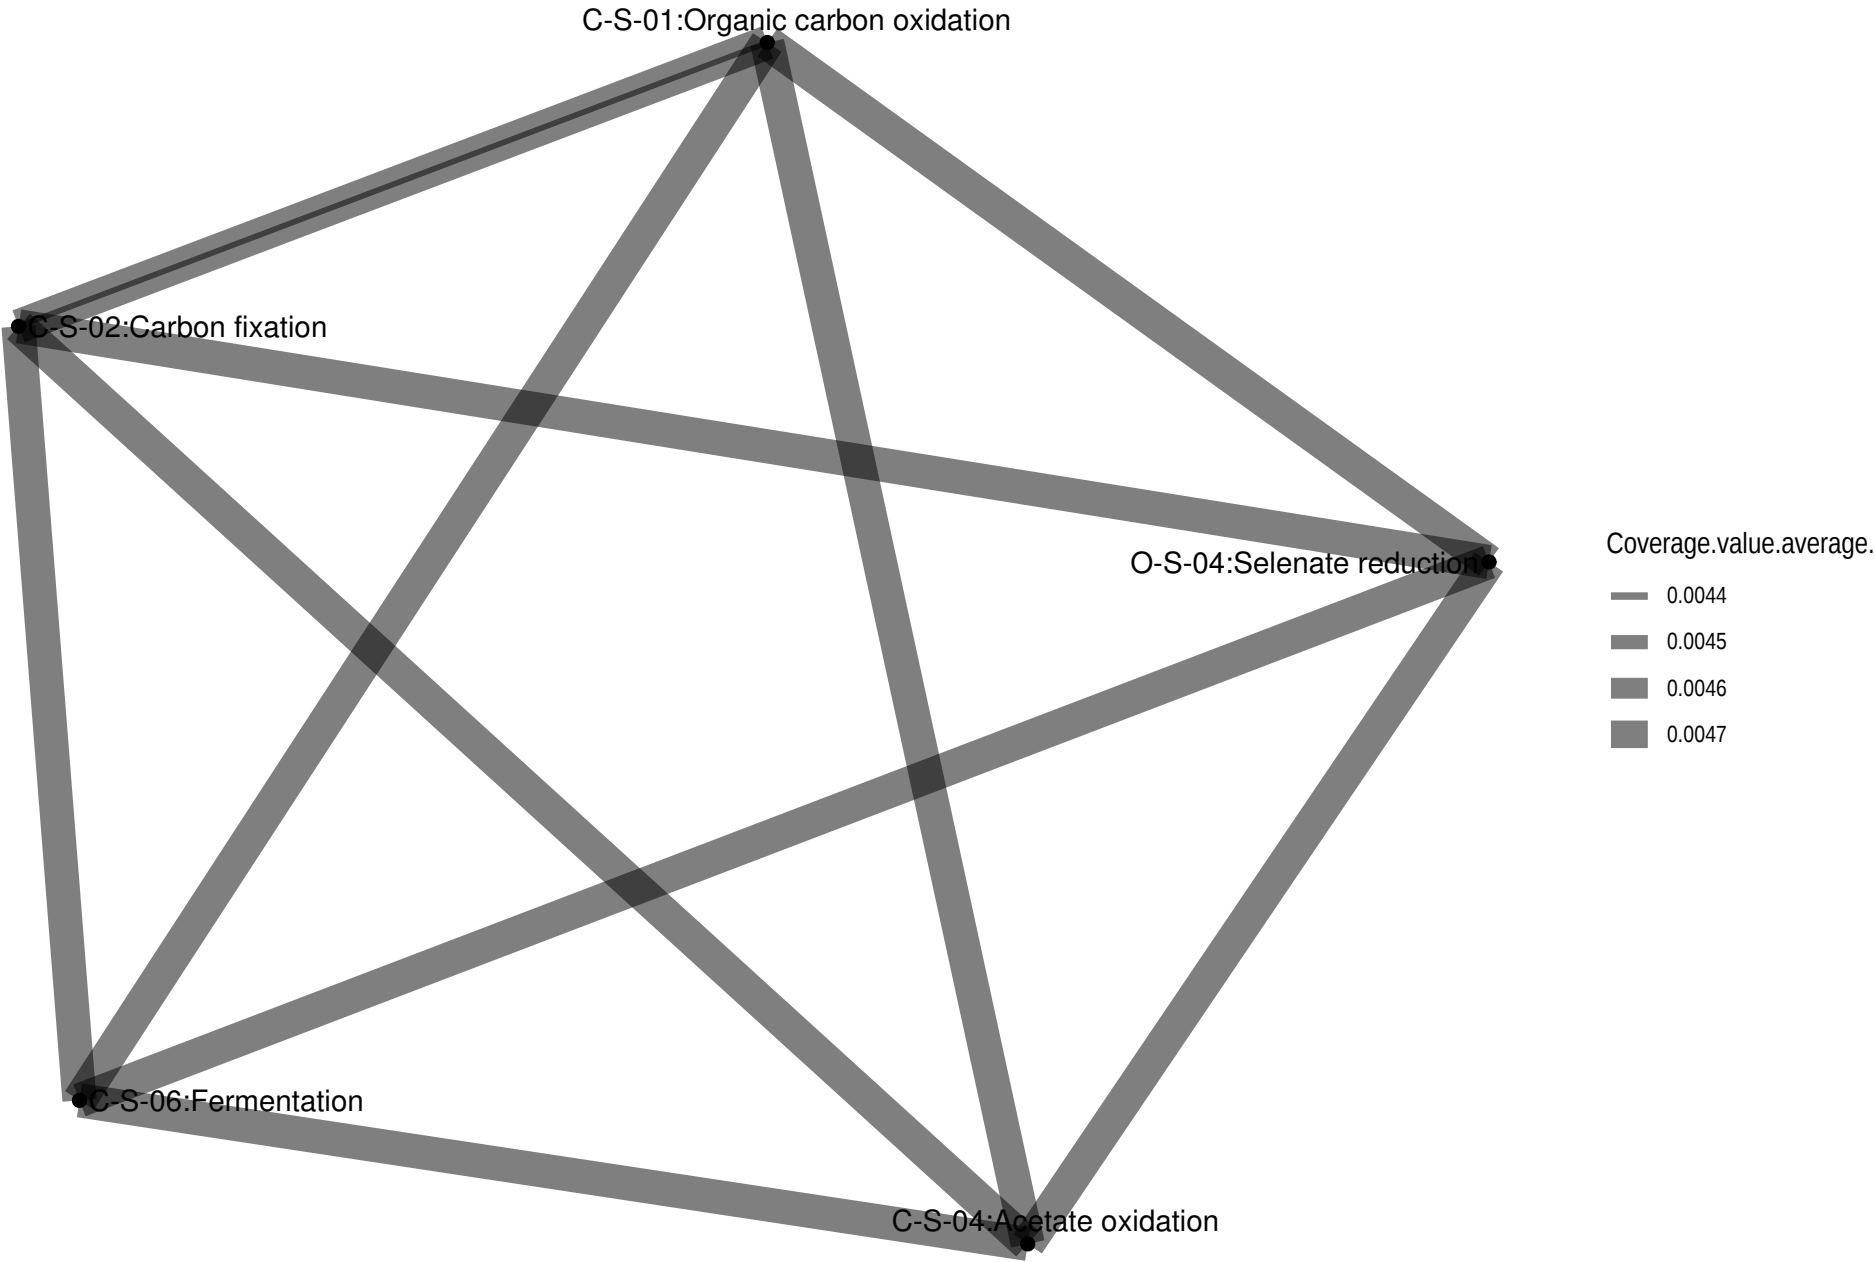 C-S-01:Organic carbon oxidation
C-S-02:Carbon fixation
O-S-04:Selenate reduction
Coverage.value.average.
0.0044
0.0045
0.0046
0.0047
C-S-06:Fermentation
C-S-04:Acetate oxidation